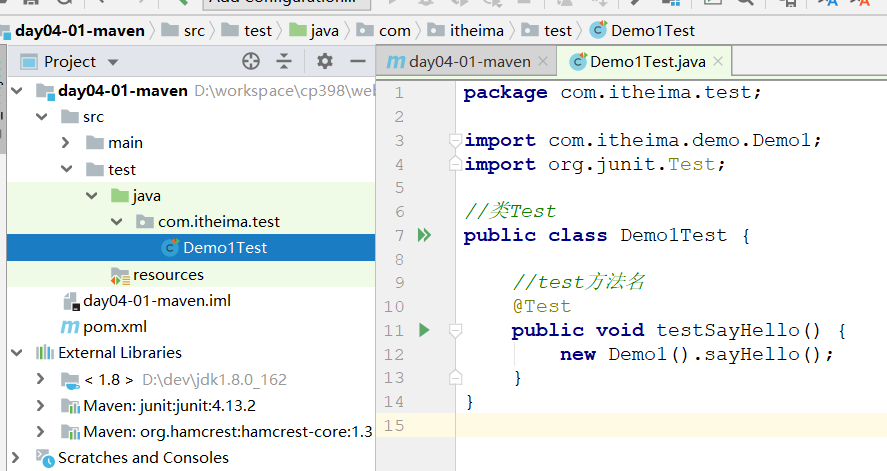 Add Configuration...
day04-01-maven src test java com itheima test Demo1Test
Project
day04-01-maven D:\workspace\cp398\web
src
main
test
java
com.itheima.test
Demo1Test
resources
day04-01-maven.iml
pom.xml
External Libraries
< 1.8 > D:\dev\jdk1.8.0_162
Maven: junit:junit:4.13.2
Maven: org.hamcrest:hamcrest-core:1.3
Scratches and Consoles
day04-01-maven Demo1Test.java
1 package com.itheima.test;
2
3 import com.itheima.demo.Demo1;
4 import org.junit.Test;
5
6 //类Test
7 public class Demo1Test {
8
9 //test方法名
10 @Test
11 public void testSayHello() {
12 new Demo1().sayHello();
13 }
14 }
15